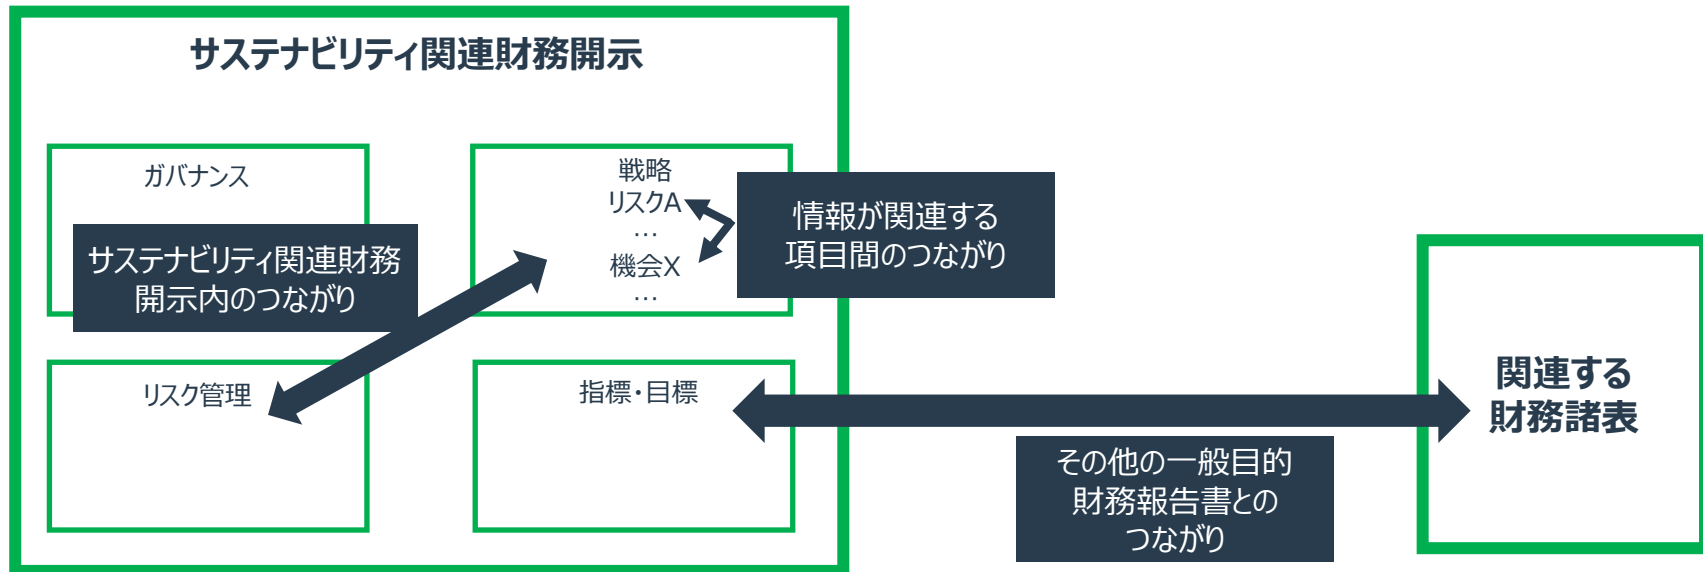 サステナビリティ関連財務開示
ガバナンス
サステナビリティ関連財務
開示内のつながり
戦略
リスクA
…
機会X
…
情報が関連する
項目間のつながり
リスク管理
指標・目標
その他の一般目的
財務報告書との
つながり
関連する
財務諸表